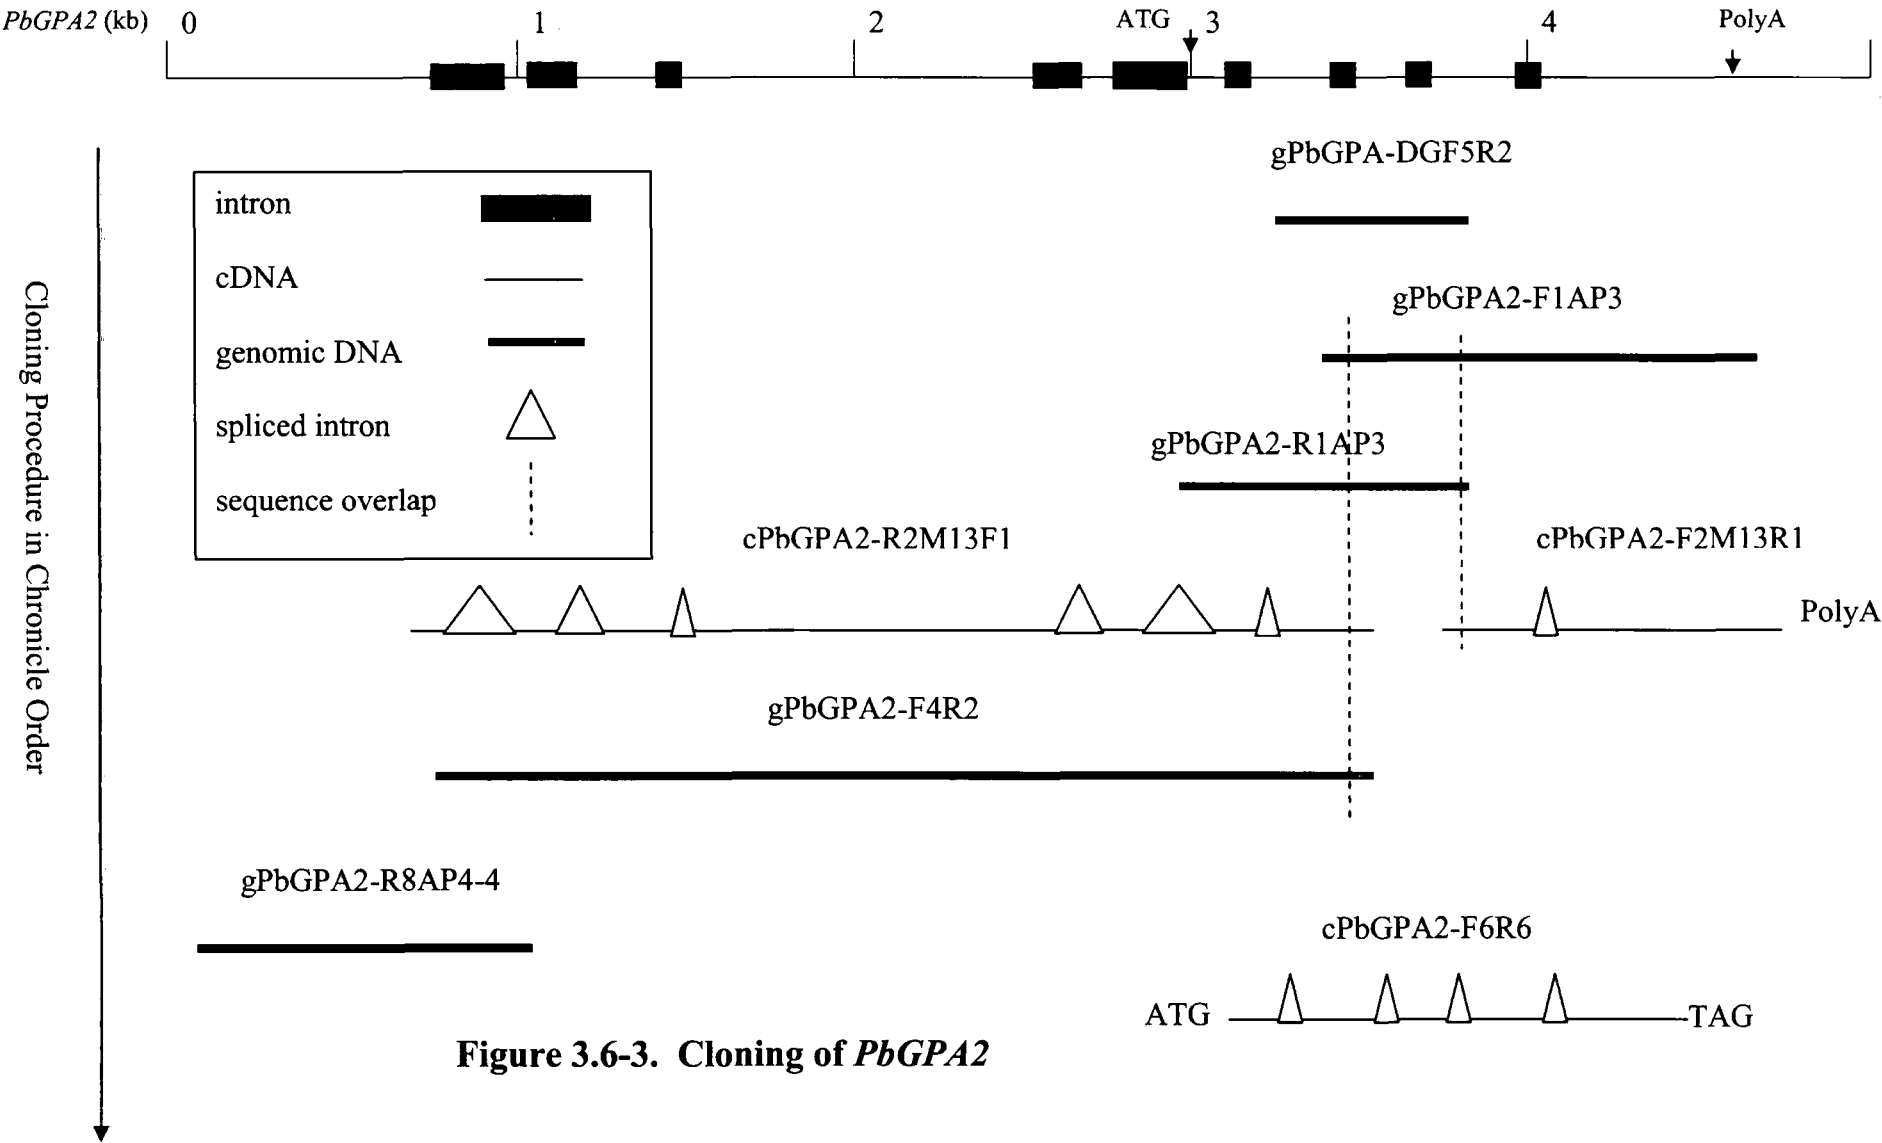 PbGPA2 (kb) 0 1 2 ATG 3 4 PolyA
gPbGPA-DGF5R2
intron
cDNA
genomic DNA
spliced intron
sequence overlap
gPbGPA2-F1AP3
gPbGPA2-R1AP3
cPbGPA2-R2M13F1
cPbGPA2-F2M13R1
PolyA
gPbGPA2-F4R2
gPbGPA2-R8AP4-4
cPbGPA2-F6R6
ATG TAG
Cloning Procedure in Chronicle Order
Figure 3.6-3. Cloning of PbGPA2